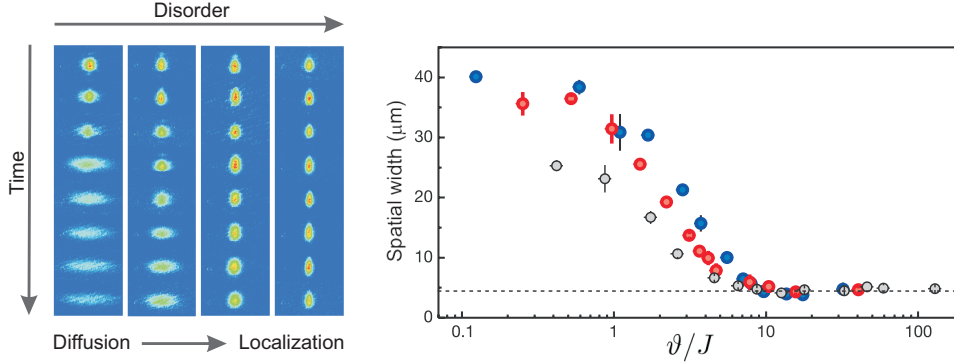 Disorder
Time
Diffusion
Localization
Spatial width (μm)
40
30
20
10
0
0.1
1
10
100
ϑ/J